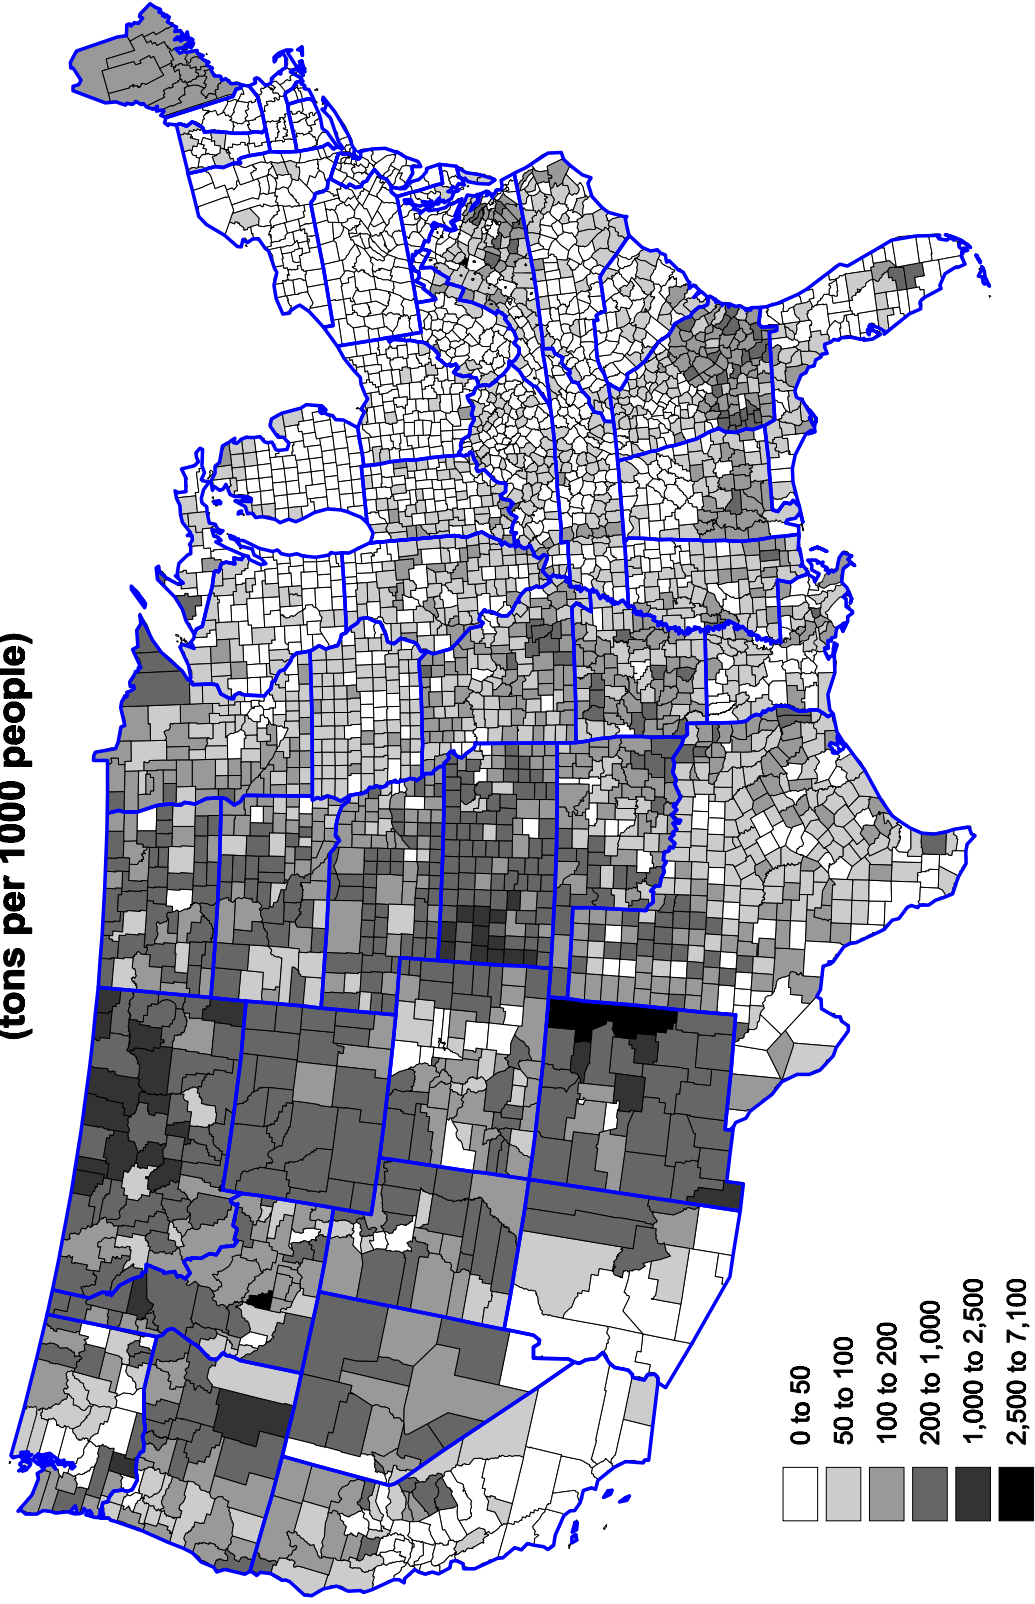 (tons per 1000 people)
0 to 50
50 to 100
100 to 200
200 to 1,000
1,000 to 2,500
2,500 to 7,100